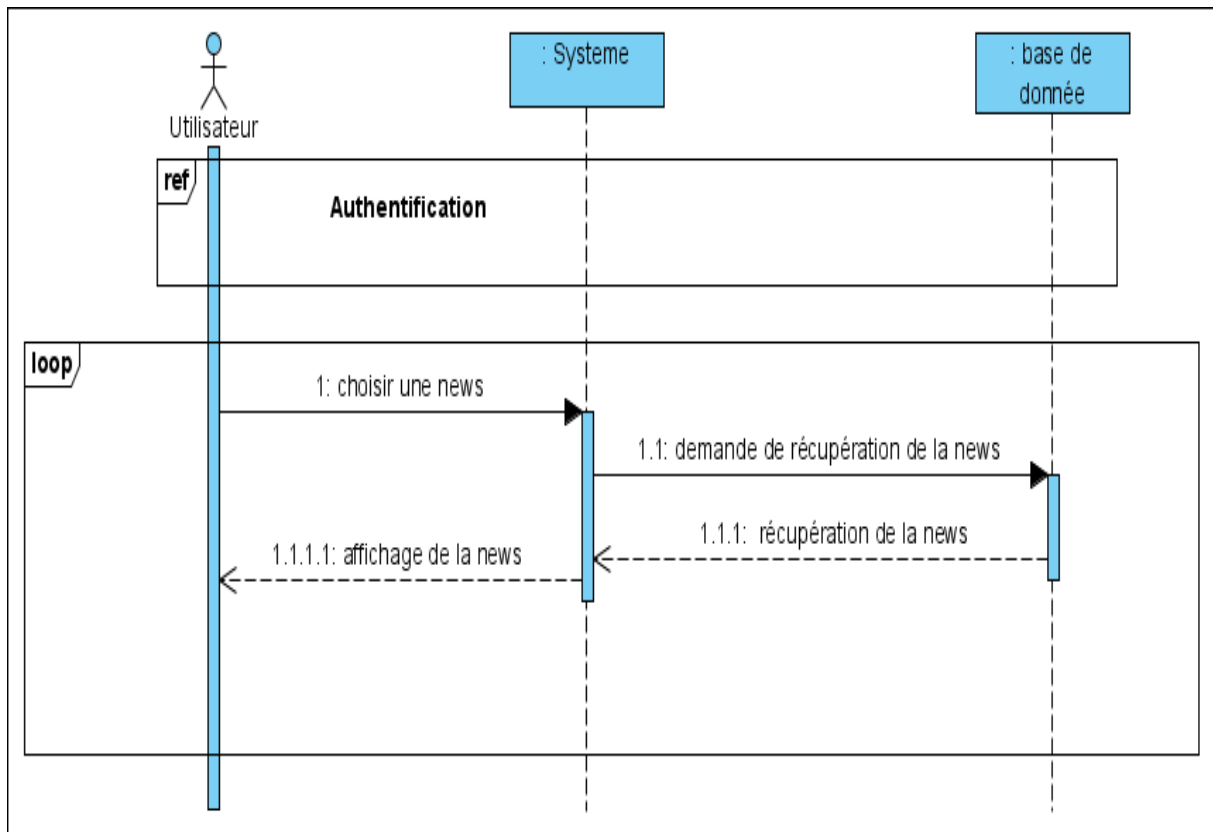 : Systeme
: base de
donnée
Utilisateur
ref
Authentification
loop
1: choisir une news
1.1: demande de récupération de la news
1.1.1: récupération de la news
1.1.1.1: affichage de la news